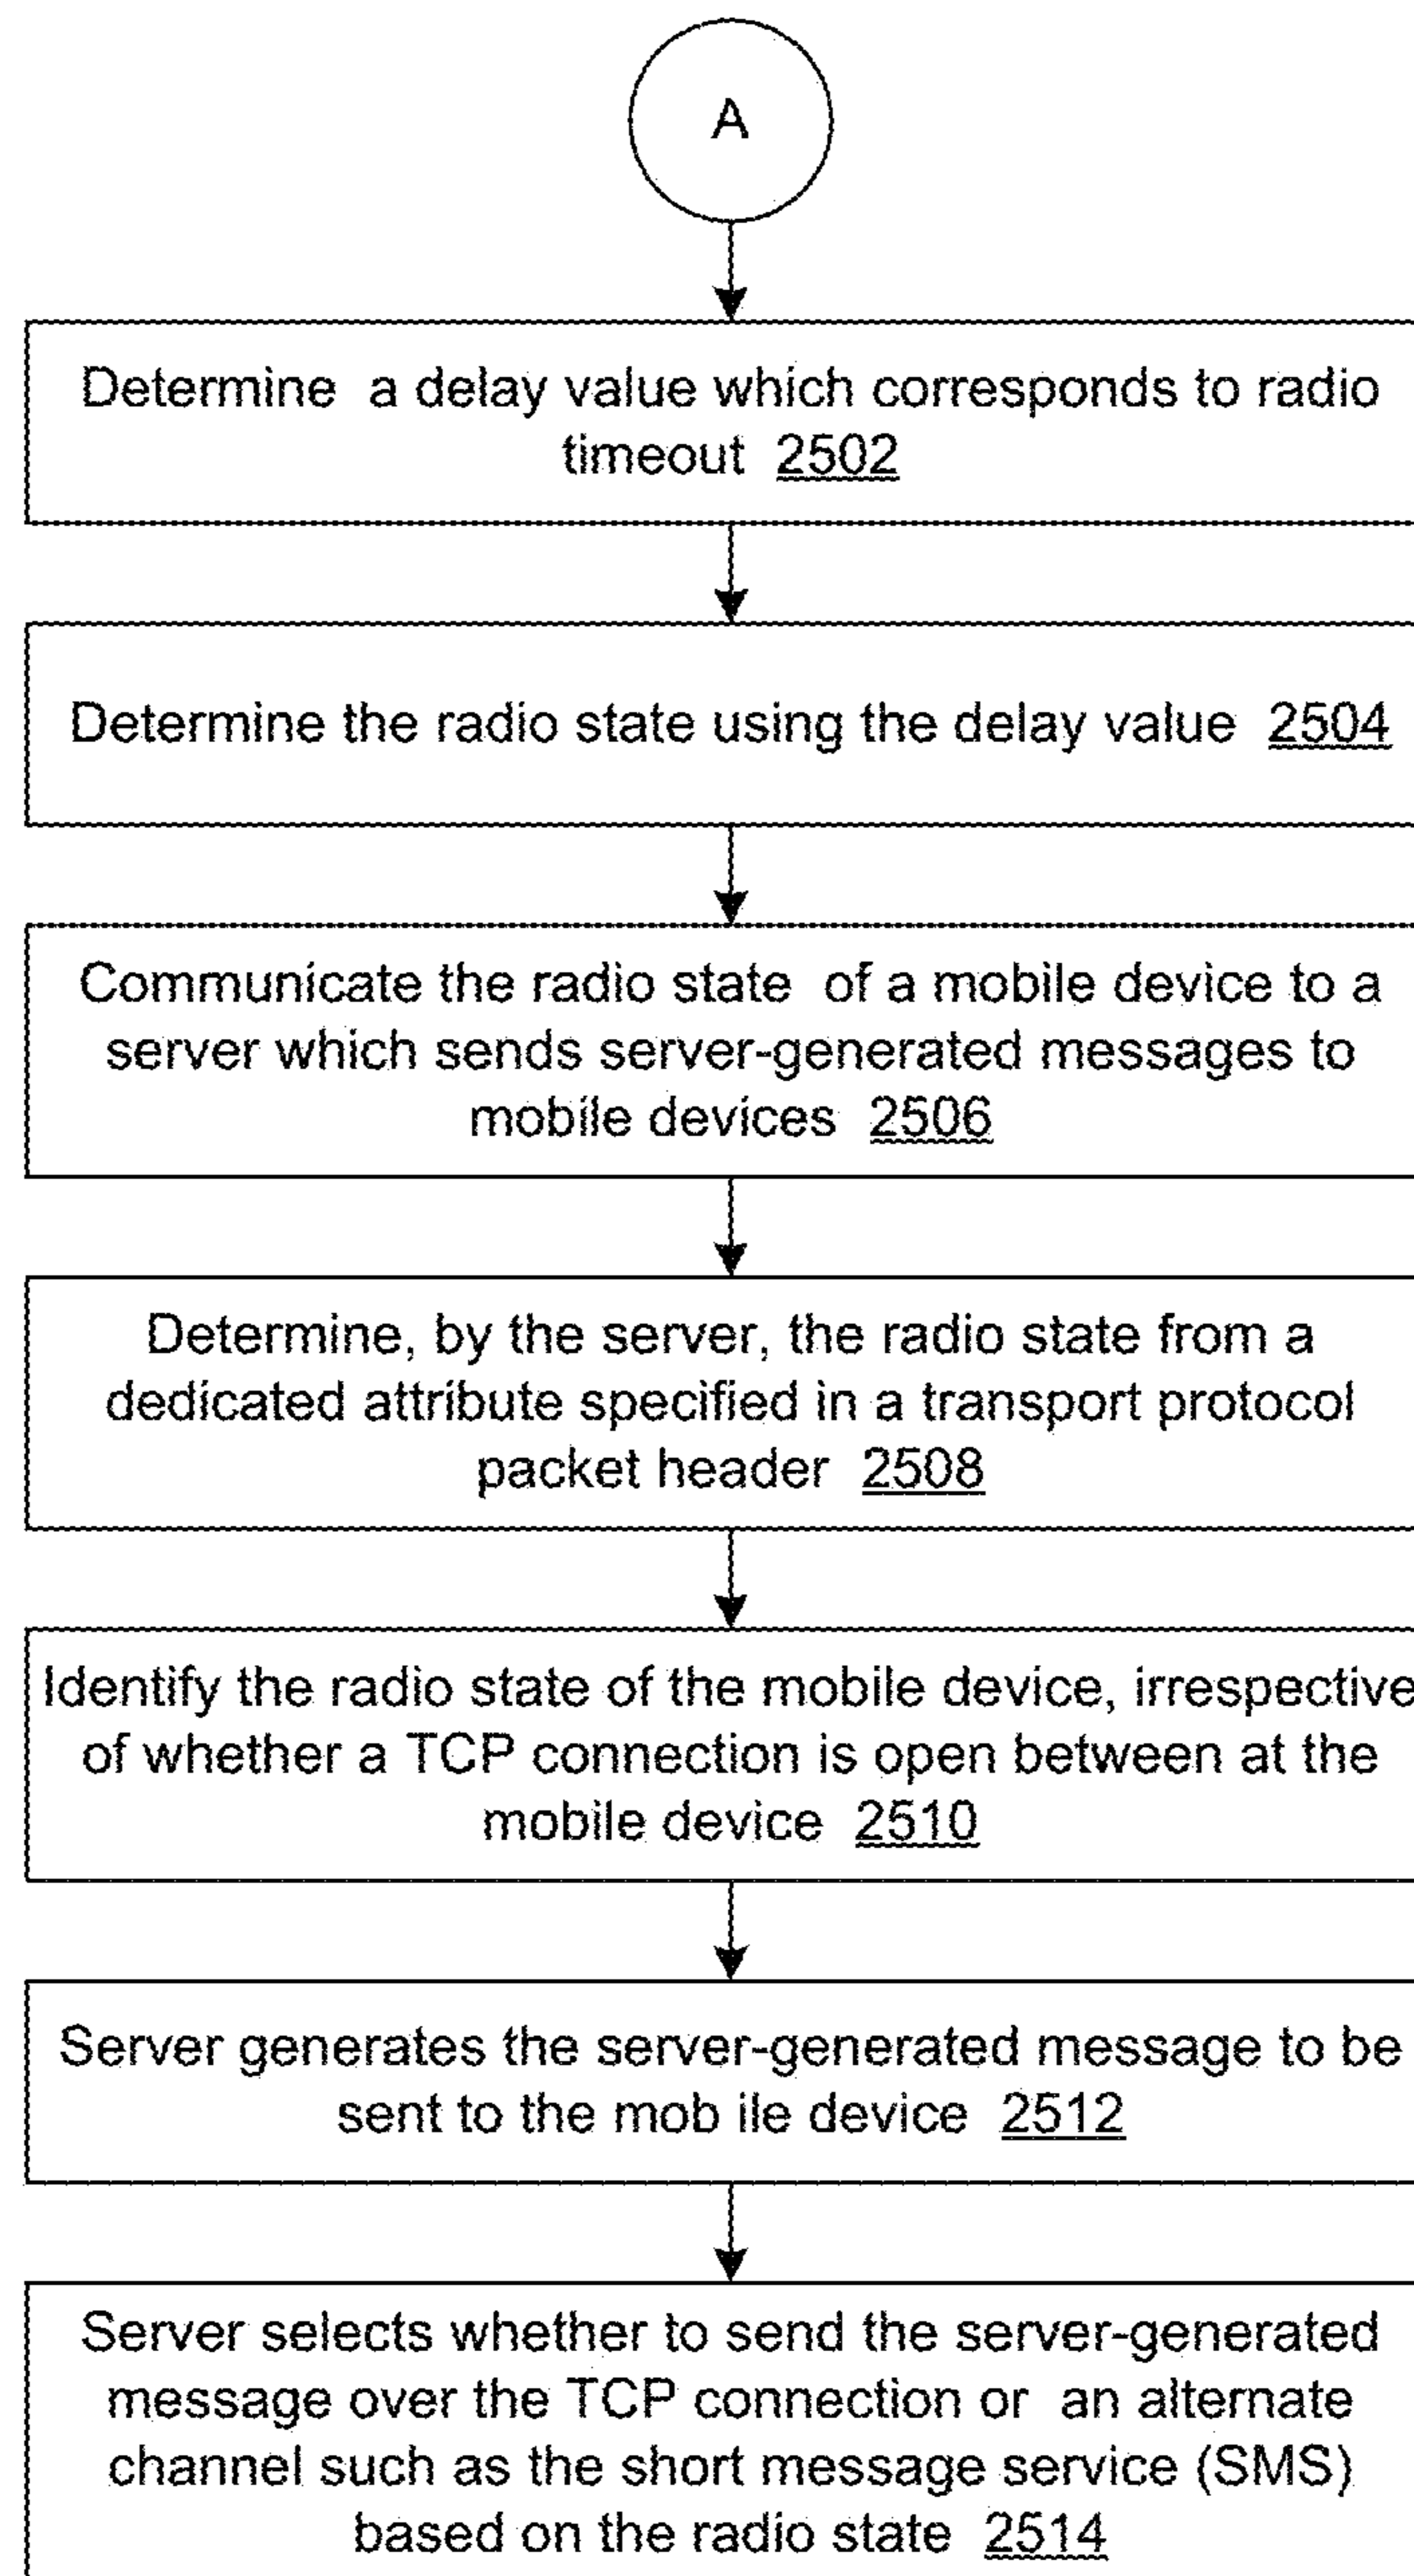 A
Determine a delay value which corresponds to radio
timeout 2502
Determine the radio state using the delay value 2504
Communicate the radio state of a mobile device to a
server which sends server-generated messages to
mobile devices 2506
Determine, by the server, the radio state from a
dedicated attribute specified in a transport protocol
packet header 2508
Identify the radio state of the mobile device, irrespective
of whether a TCP connection is open between at the
mobile device 2510
Server generates the server-generated message to be
sent to the mob ile device 2512
Server selects whether to send the server-generated
message over the TCP connection or an alternate
channel such as the short message service (SMS)
based on the radio state 2514